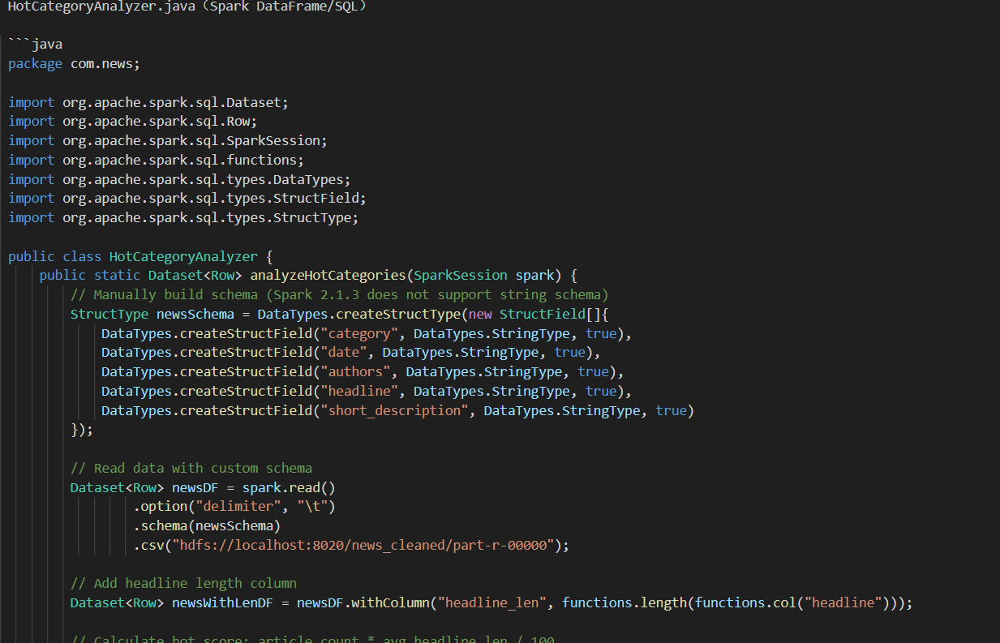 HotCategoryAnalyzer.java（Spark DataFrame/SQL）
```java
package com.news;
import org.apache.spark.sql.Dataset;
import org.apache.spark.sql.Row;
import org.apache.spark.sql.SparkSession;
import org.apache.spark.sql.functions;
import org.apache.spark.sql.types.DataTypes;
import org.apache.spark.sql.types.StructField;
import org.apache.spark.sql.types.StructType;
public class HotCategoryAnalyzer {
public static Dataset<Row> analyzeHotCategories(SparkSession spark) {
// Manually build schema (Spark 2.1.3 does not support string schema)
StructType newsSchema = DataTypes.createStructType(new StructField[]{
DataTypes.createStructField("category", DataTypes.StringType, true),
DataTypes.createStructField("date", DataTypes.StringType, true),
DataTypes.createStructField("authors", DataTypes.StringType, true),
DataTypes.createStructField("headline", DataTypes.StringType, true),
DataTypes.createStructField("short_description", DataTypes.StringType, true)
});
// Read data with custom schema
Dataset<Row> newsDF = spark.read()
.option("delimiter", "\t")
.schema(newsSchema)
.csv("hdfs://localhost:8020/news_cleaned/part-r-00000");
// Add headline length column
Dataset<Row> newsWithLenDF = newsDF.withColumn("headline_len", functions.length(functions.col("headline")));
// Calculate hot score: article count * avg headline len / 100